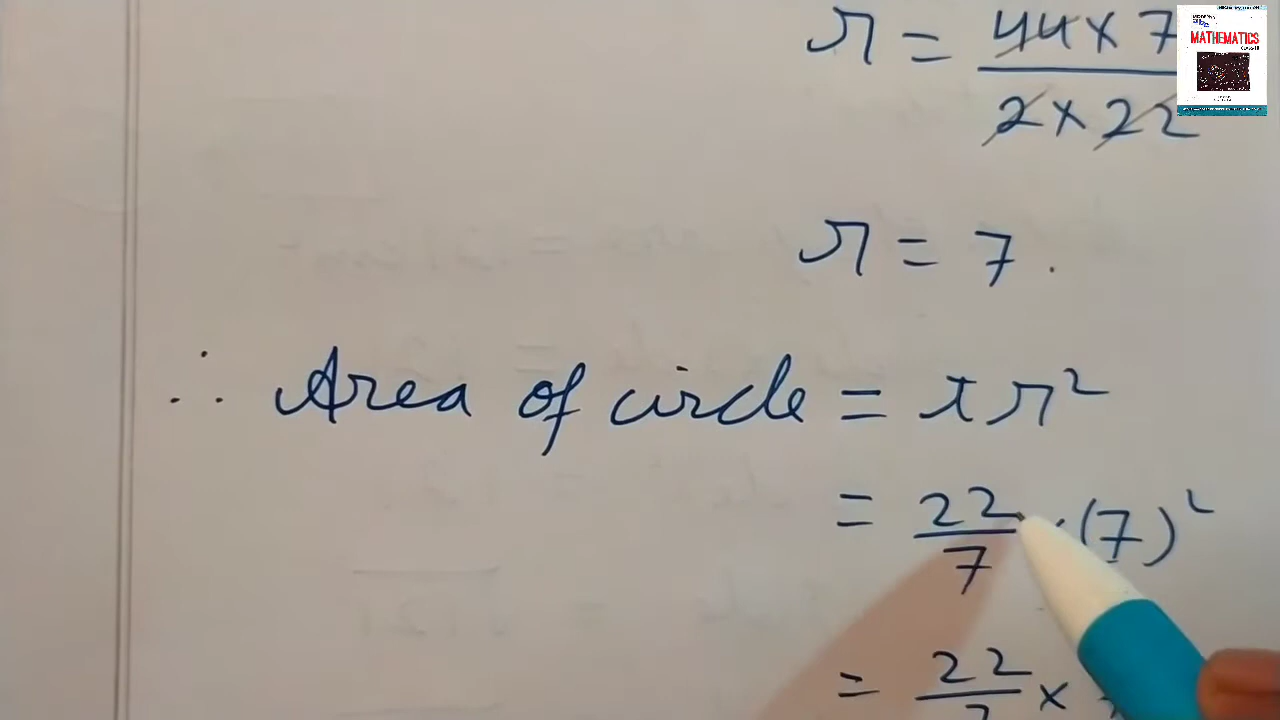 r = 44 × 7
2 × 22
MATHEMATICS
r = 7.
∴ Area of circle = πr²
= 22/7 × (7)²
= 22/7 ×